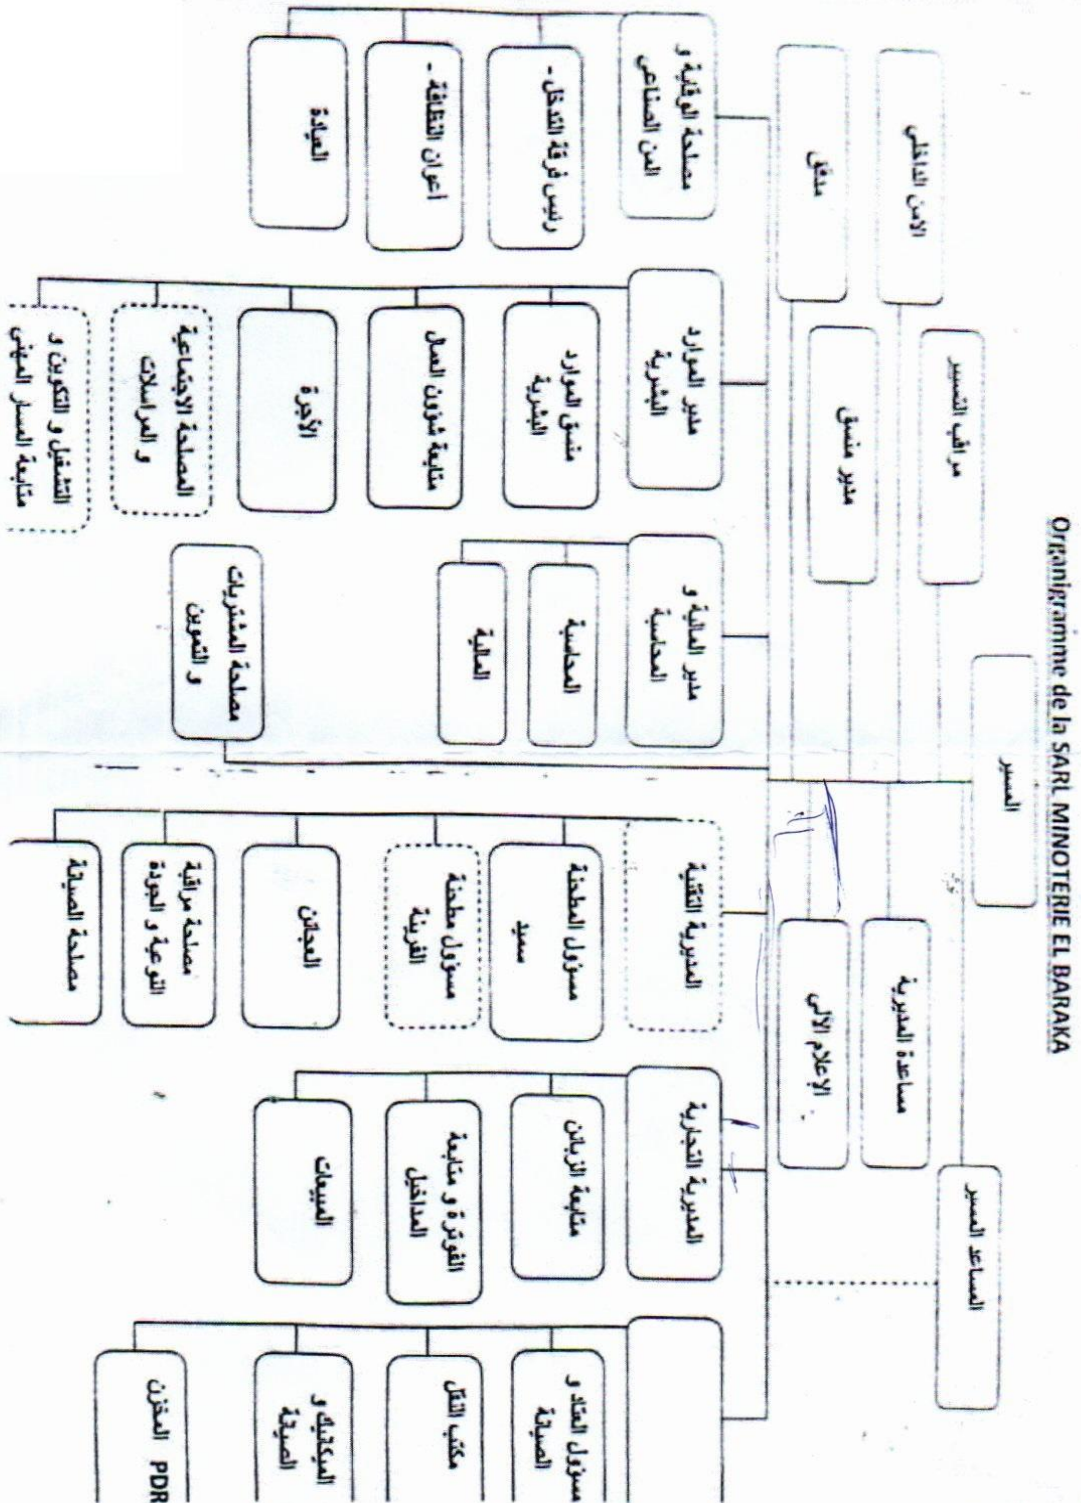 Organigramme de la SARL MINOTERIE EL BARAKA
المسير
المساعد المسير
مراقب التسيير
الأمن الداخلي
مساعدة المديرية
مدير منسق
مدقق
الإعلام الآلي
مصلحة الوقاية و
المن الصناعي
رئيس فرقة التدخل -
اعوان النظافة -
العيادة
مدير الموارد
البشرية
منسق الموارد
البشرية
متابعة شؤون العمال
الأجرة
المصلحة الاجتماعية
و المراسلات
التشغيل و التكوين و
متابعة المسار المهني
مدير المالية و
المحاسبة
المحاسبة
المالية
مصلحة المشتريات
و التموين
المديرية التقنية
مسؤول المطحنة
سميد
مسؤول مطحنة
الفرينة
العجائن
مصلحة مراقبة
النوعية و الجودة
مصلحة الصيانة
المديرية التجارية
متابعة الزبائن
الفوترة و متابعة
المداخيل
المبيعات
مسؤول العتاد و
الصيانة
مكتب النقل
الميكانيك و
الصيانة
المخزن PDR